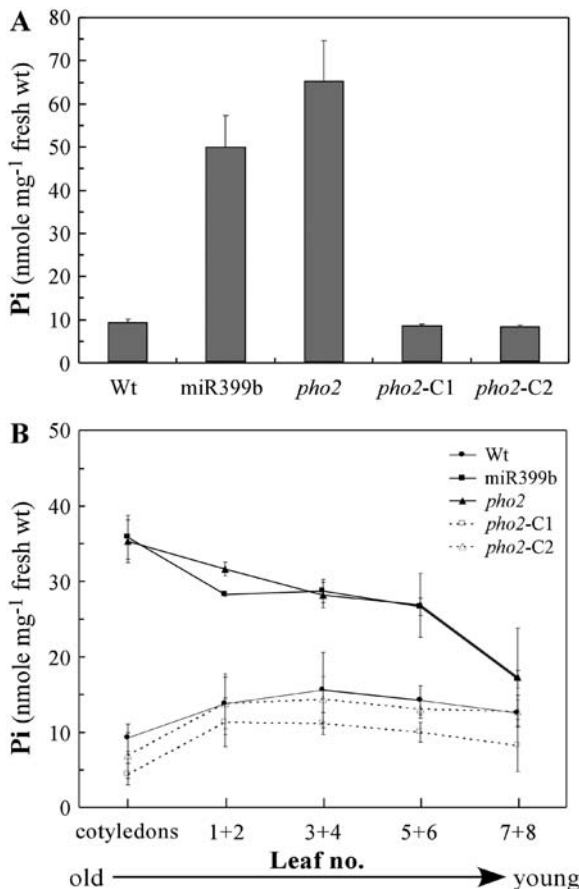 A
Pi (nmole mg⁻¹ fresh wt)
80
70
60
50
40
30
20
10
0
Wt miR399b pho2 pho2-C1 pho2-C2
B
Pi (nmole mg⁻¹ fresh wt)
50
40
30
20
10
0
Wt
miR399b
pho2
pho2-C1
pho2-C2
cotyledons 1+2 3+4 5+6 7+8
Leaf no.
old young